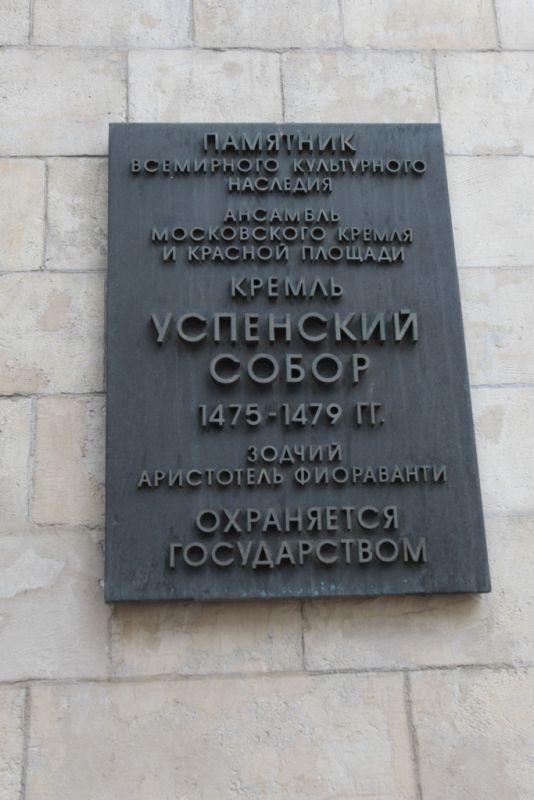 ПАМЯТНИК
ВСЕМИРНОГО КУЛЬТУРНОГО
НАСЛЕДИЯ
АНСАМБЛЬ
МОСКОВСКОГО КРЕМЛЯ
И КРАСНОЙ ПЛОЩАДИ
КРЕМЛЬ
УСПЕНСКИЙ
СОБОР
1475-1479 ГГ.
ЗОДЧИЙ
АРИСТОТЕЛЬ ФИОРАВАНТИ
ОХРАНЯЕТСЯ
ГОСУДАРСТВОМ